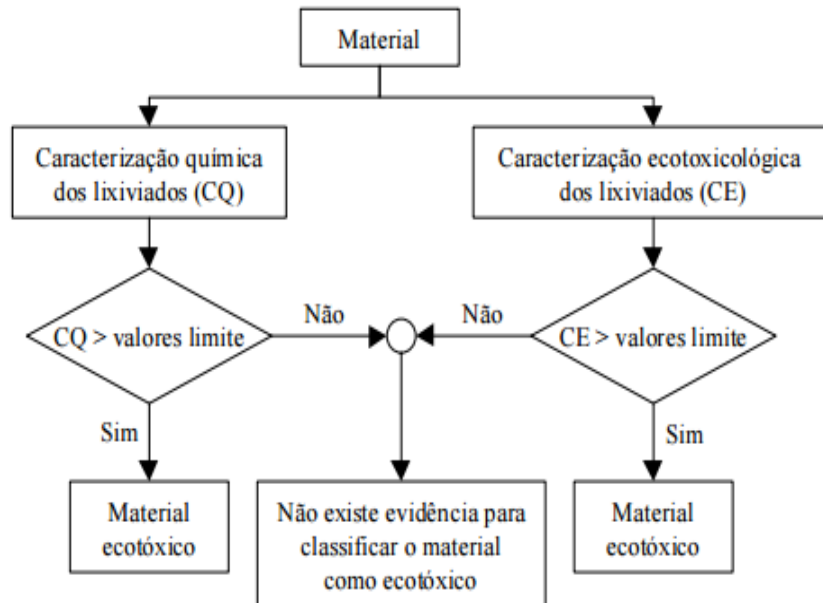 Material
Caracterização química
dos lixiviados (CQ)
Caracterização ecotoxicológica
dos lixiviados (CE)
CQ > valores limite
Não
Não
CE > valores limite
Sim
Sim
Material
ecotóxico
Não existe evidência para
classificar o material
como ecotóxico
Material
ecotóxico